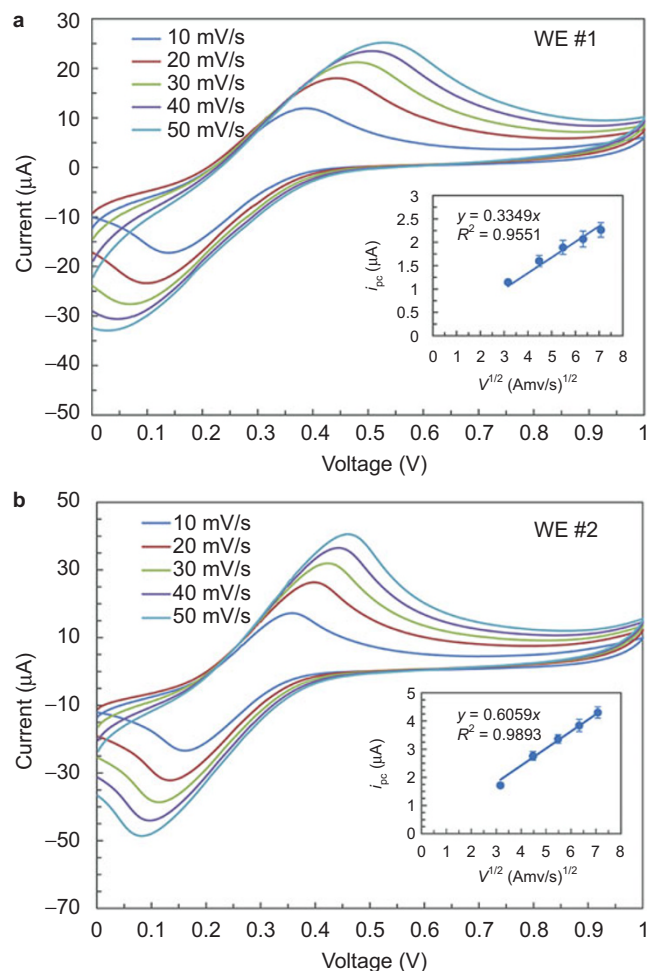 a
WE #1
10 mV/s
20 mV/s
30 mV/s
40 mV/s
50 mV/s
Current (µA)
30
20
10
0
–10
–20
–30
–40
–50
0 0.1 0.2 0.3 0.4 0.5 0.6 0.7 0.8 0.9 1
Voltage (V)
y = 0.3349x
R² = 0.9551
i_pc (µA)
3
2.5
2
1.5
1
0.5
0
0 1 2 3 4 5 6 7 8
V^1/2 (Amv/s)^1/2
b
WE #2
10 mV/s
20 mV/s
30 mV/s
40 mV/s
50 mV/s
Current (µA)
50
30
10
–10
–30
–50
–70
0 0.1 0.2 0.3 0.4 0.5 0.6 0.7 0.8 0.9 1
Voltage (V)
y = 0.6059x
R² = 0.9893
i_pc (µA)
5
4
3
2
1
0
0 1 2 3 4 5 6 7 8
V^1/2 (Amv/s)^1/2